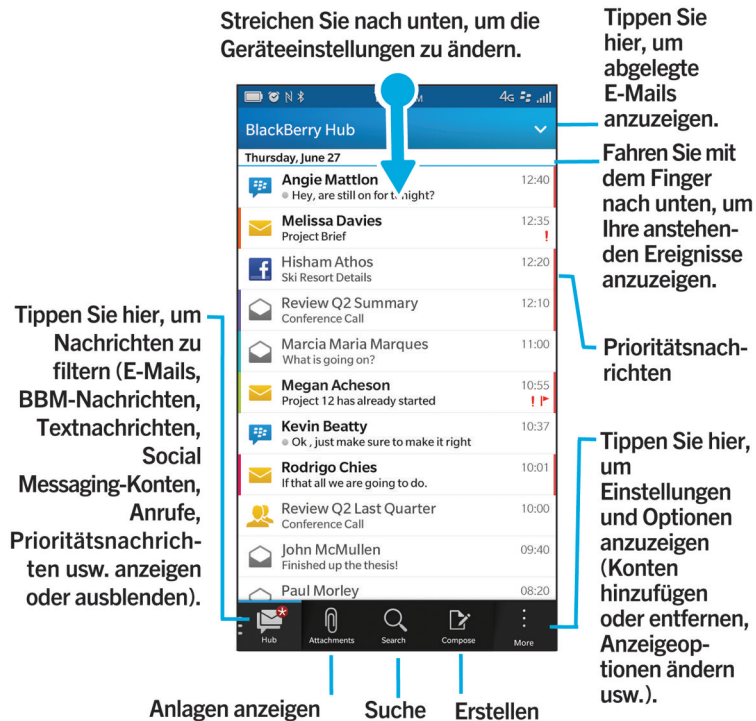 Streichen Sie nach unten, um die
Geräteeinstellungen zu ändern.
Tippen Sie
hier, um
abgelegte
E-Mails
anzuzeigen.
Fahren Sie mit
dem Finger
nach unten, um
Ihre anstehen-
den Ereignisse
anzuzeigen.
Prioritätsnach-
richten
Tippen Sie hier,
um
Einstellungen
und Optionen
anzuzeigen
(Konten
hinzufügen
oder entfernen,
Anzeigeop-
tionen ändern
usw.).
Tippen Sie hier, um
Nachrichten zu
filtern (E-Mails,
BBM-Nachrichten,
Textnachrichten,
Social
Messaging-Konten,
Anrufe,
Prioritätsnachrich-
ten usw. anzeigen
oder ausblenden).
4G
BlackBerry Hub
Thursday, June 27
Angie Mattlon 12:40
Hey, are still on for tonight?
Melissa Davies 12:35
Project Brief !
Hisham Athos 12:20
Ski Resort Details
Review Q2 Summary 12:10
Conference Call
Marcia Maria Marques 11:00
What is going on?
Megan Acheson 10:55
Project 12 has already started !
Kevin Beatty 10:37
Ok , just make sure to make it right
Rodrigo Chies 10:01
If that all we are going to do.
Review Q2 Last Quarter 10:00
Conference Call
John McMullen 09:40
Finished up the thesis!
Paul Morley 08:20
Hub Attachments Search Compose More
Anlagen anzeigen Suche Erstellen